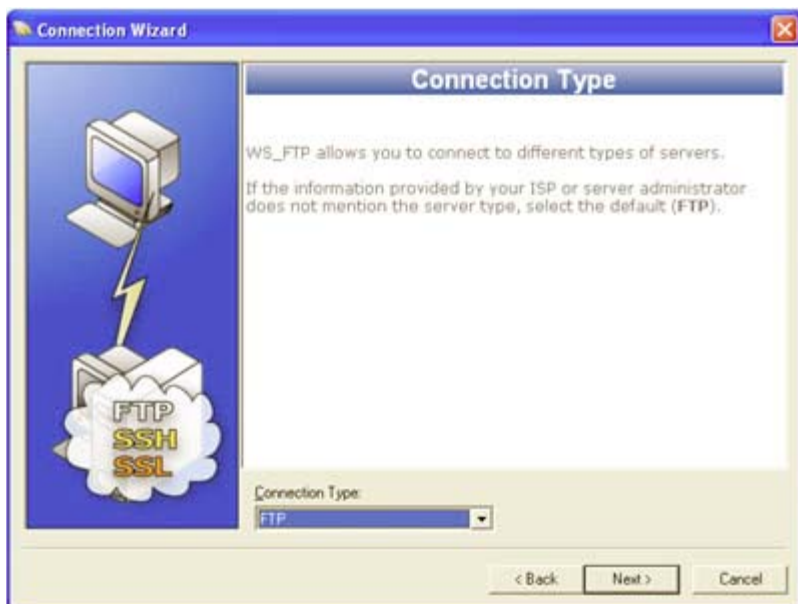 Connection Wizard
Connection Type
WS_FTP allows you to connect to different types of servers.
If the information provided by your ISP or server administrator
does not mention the server type, select the default (FTP).
FTP
SSH
SSL
Connection Type:
FTP
< Back
Next >
Cancel